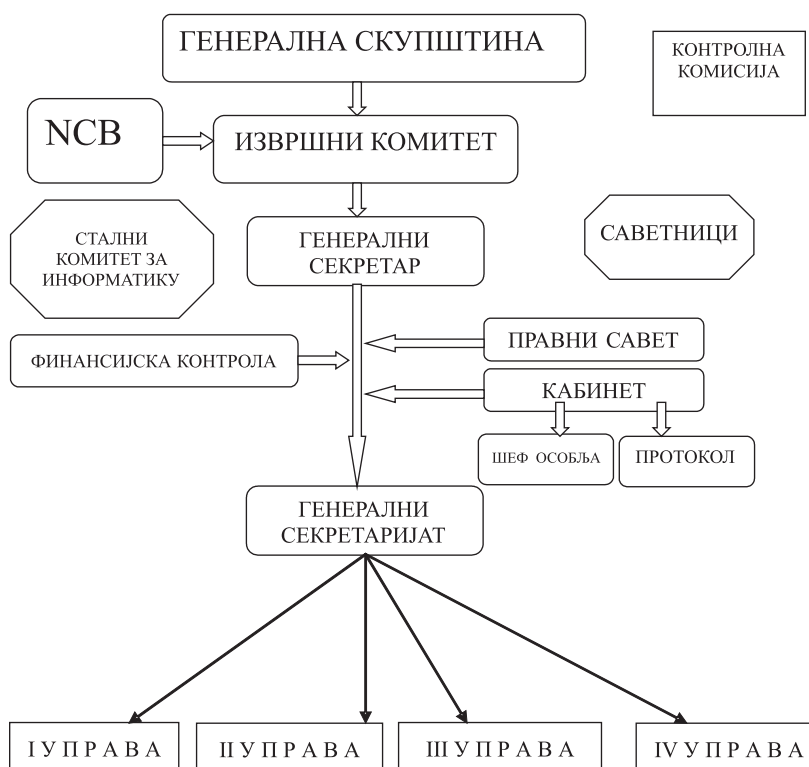 ГЕНЕРАЛНА СКУПШТИНА
КОНТРОЛНА
КОМИСИЈА
NCB
ИЗВРШНИ КОМИТЕТ
СТАЛНИ
КОМИТЕТ ЗА
ИНФОРМАТИКУ
ГЕНЕРАЛНИ
СЕКРЕТАР
САВЕТНИЦИ
ФИНАНСИЈСКА КОНТРОЛА
ПРАВНИ САВЕТ
КАБИНЕТ
ШЕФ ОСОБЉА
ПРОТОКОЛ
ГЕНЕРАЛНИ
СЕКРЕТАРИЈАТ
I У П Р А В А
II У П Р А В А
III У П Р А В А
IV У П Р А В А